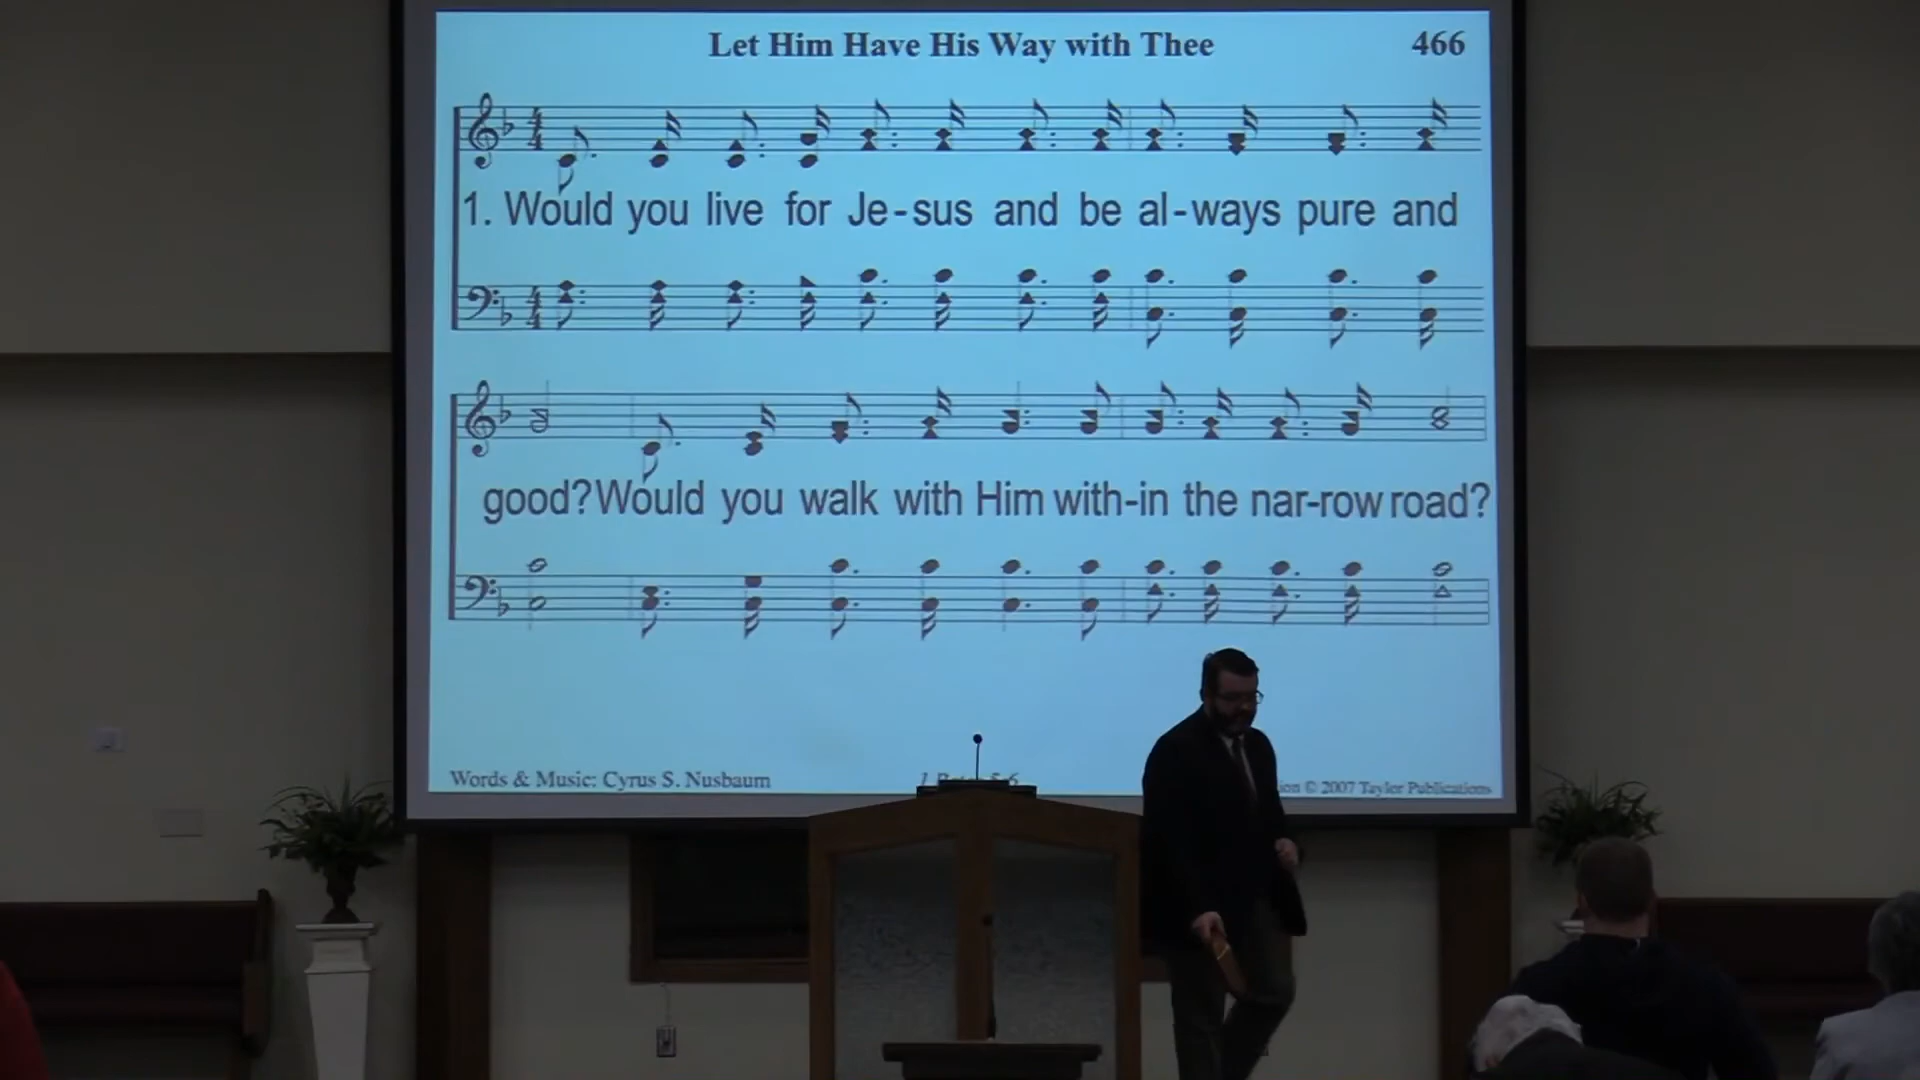 Let Him Have His Way with Thee 466
1. Would you live for Je-sus and be al-ways pure and
good? Would you walk with Him with-in the nar-row road?
Words & Music: Cyrus S. Nusbaum
© 2007 Taylor Publications